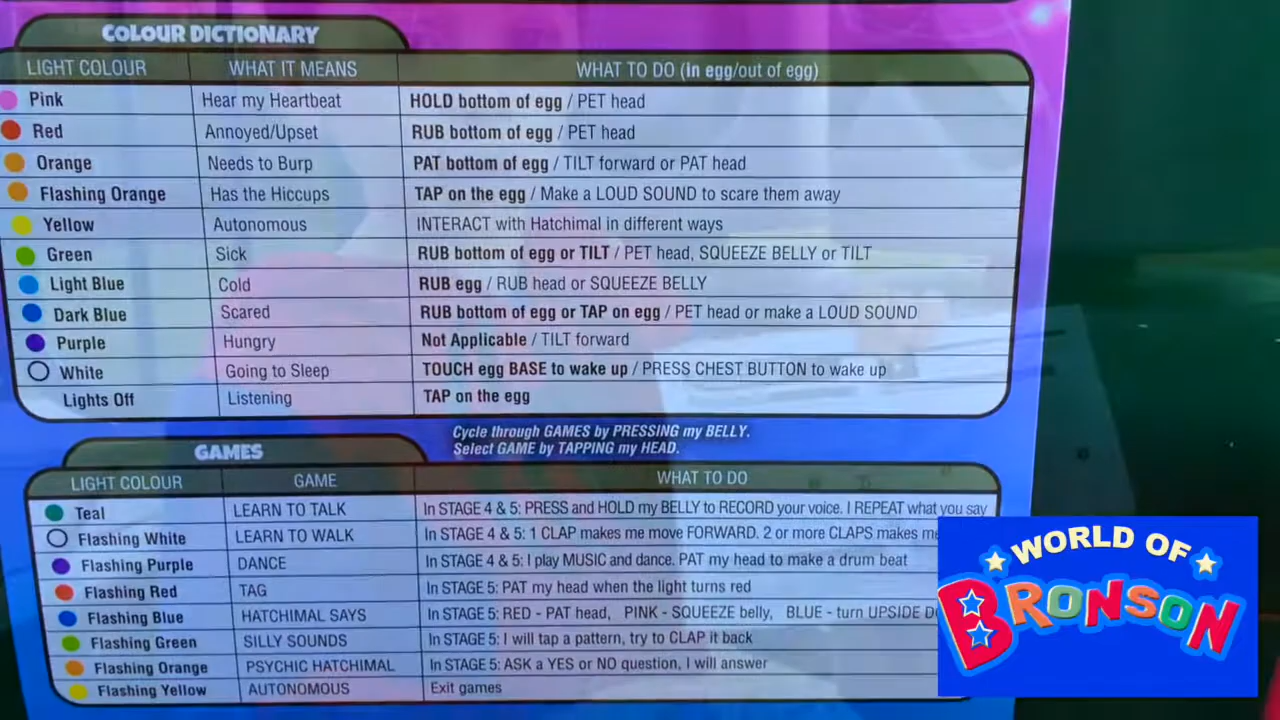 COLOUR DICTIONARY
LIGHT COLOUR WHAT IT MEANS WHAT TO DO (in egg/out of egg)
Pink Hear my Heartbeat HOLD bottom of egg / PET head
Red Annoyed/Upset RUB bottom of egg / PET head
Orange Needs to Burp PAT bottom of egg / TILT forward or PAT head
Flashing Orange Has the Hiccups TAP on the egg / Make a LOUD SOUND to scare them away
Yellow Autonomous INTERACT with Hatchimal in different ways
Green Sick RUB bottom of egg or TILT / PET head, SQUEEZE BELLY or TILT
Light Blue Cold RUB egg / RUB head or SQUEEZE BELLY
Dark Blue Scared RUB bottom of egg or TAP on egg / PET head or make a LOUD SOUND
Purple Hungry Not Applicable / TILT forward
White Going to Sleep TOUCH egg BASE to wake up / PRESS CHEST BUTTON to wake up
Lights Off Listening TAP on the egg
Cycle through GAMES by PRESSING my BELLY.
Select GAME by TAPPING my HEAD.
GAMES
LIGHT COLOUR GAME WHAT TO DO
Teal LEARN TO TALK In STAGE 4 & 5: PRESS and HOLD my BELLY to RECORD your voice. I REPEAT what you say
Flashing White LEARN TO WALK In STAGE 4 & 5: 1 CLAP makes me move FORWARD. 2 or more CLAPS makes
Flashing Purple DANCE In STAGE 4 & 5: I play MUSIC and dance. PAT my head to make a drum beat
Flashing Red TAG In STAGE 5: PAT my head when the light turns red
Flashing Blue HATCHIMAL SAYS In STAGE 5: RED - PAT head, PINK - SQUEEZE belly, BLUE - turn UPSIDE
Flashing Green SILLY SOUNDS In STAGE 5: I will tap a pattern, try to CLAP it back
Flashing Orange PSYCHIC HATCHIMAL In STAGE 5: ASK a YES or NO question, I will answer
Flashing Yellow AUTONOMOUS Exit games
WORLD OF
BRONSON